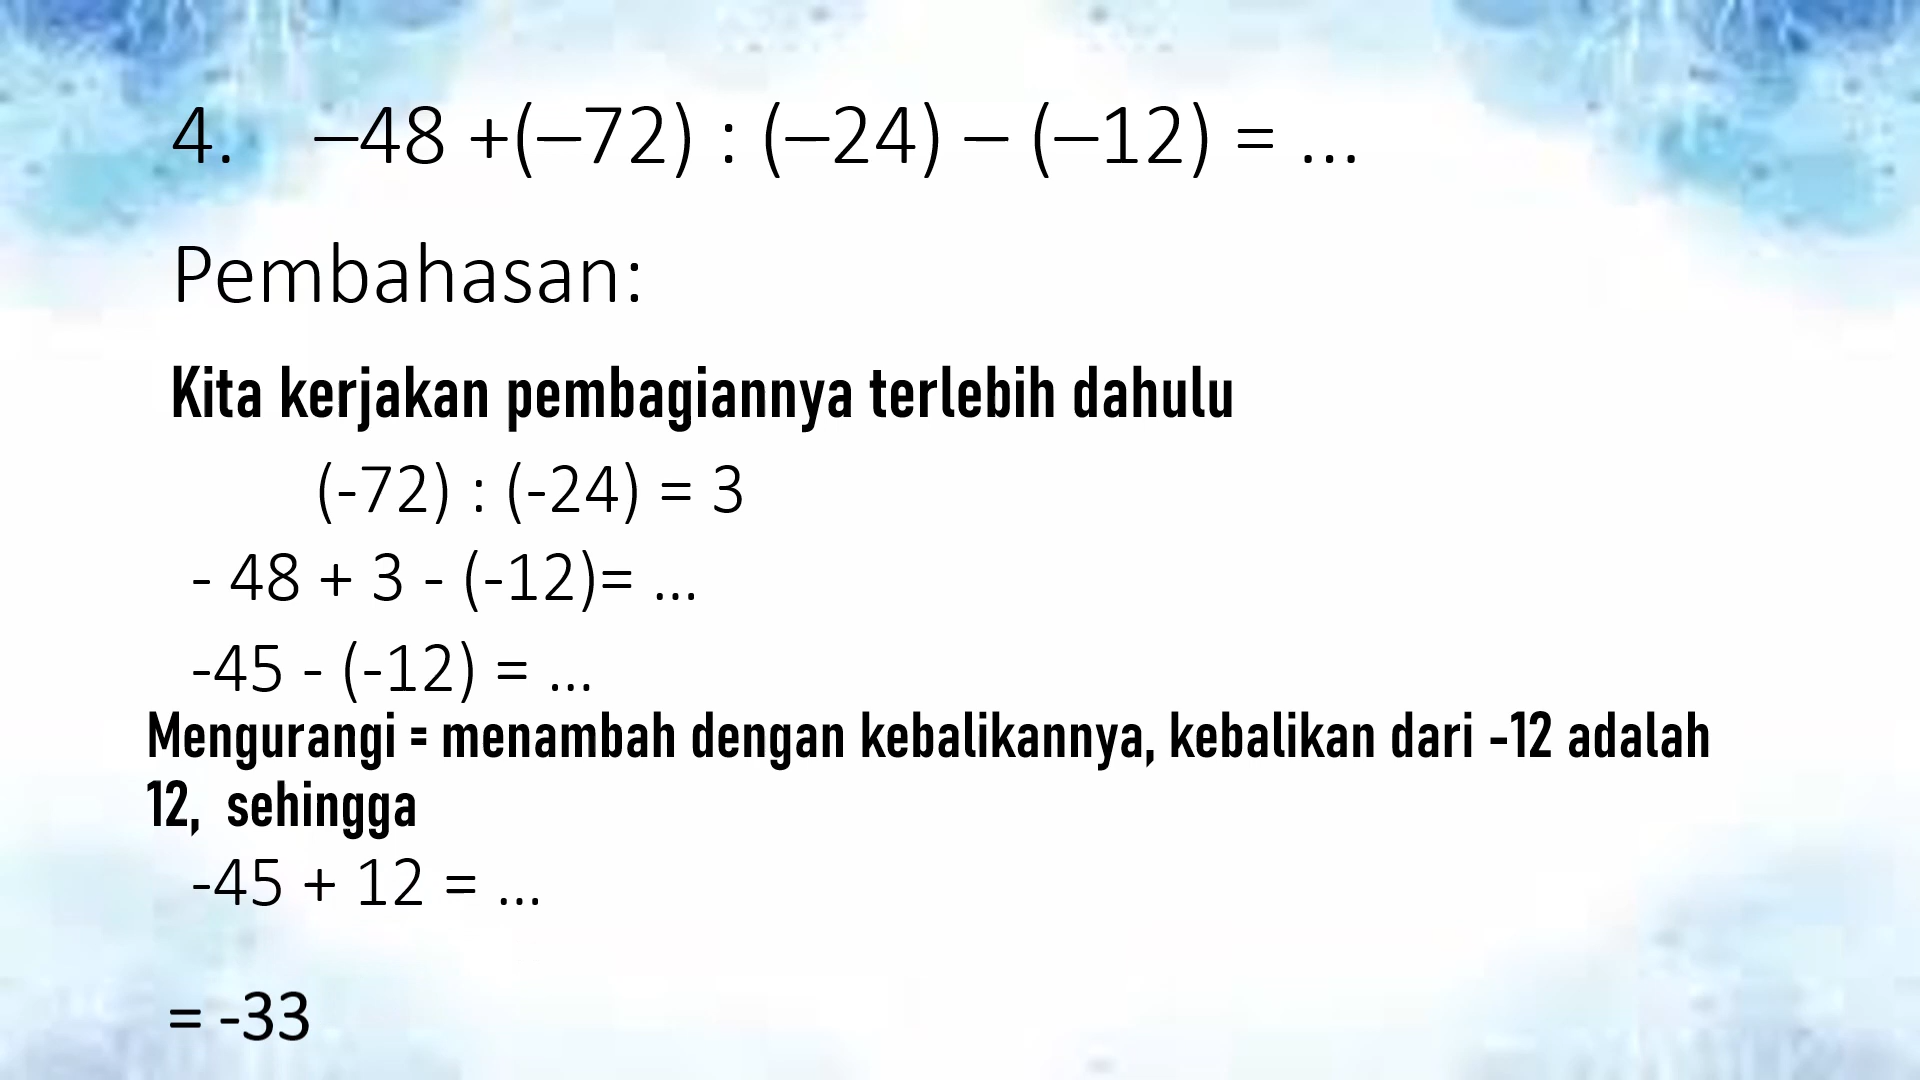 4. –48 +(–72) : (–24) – (–12) = ...
Pembahasan:
Kita kerjakan pembagiannya terlebih dahulu
(-72) : (-24) = 3
- 48 + 3 - (-12)= ...
-45 - (-12) = ...
Mengurangi = menambah dengan kebalikannya, kebalikan dari -12 adalah
12, sehingga
-45 + 12 = ...
= -33